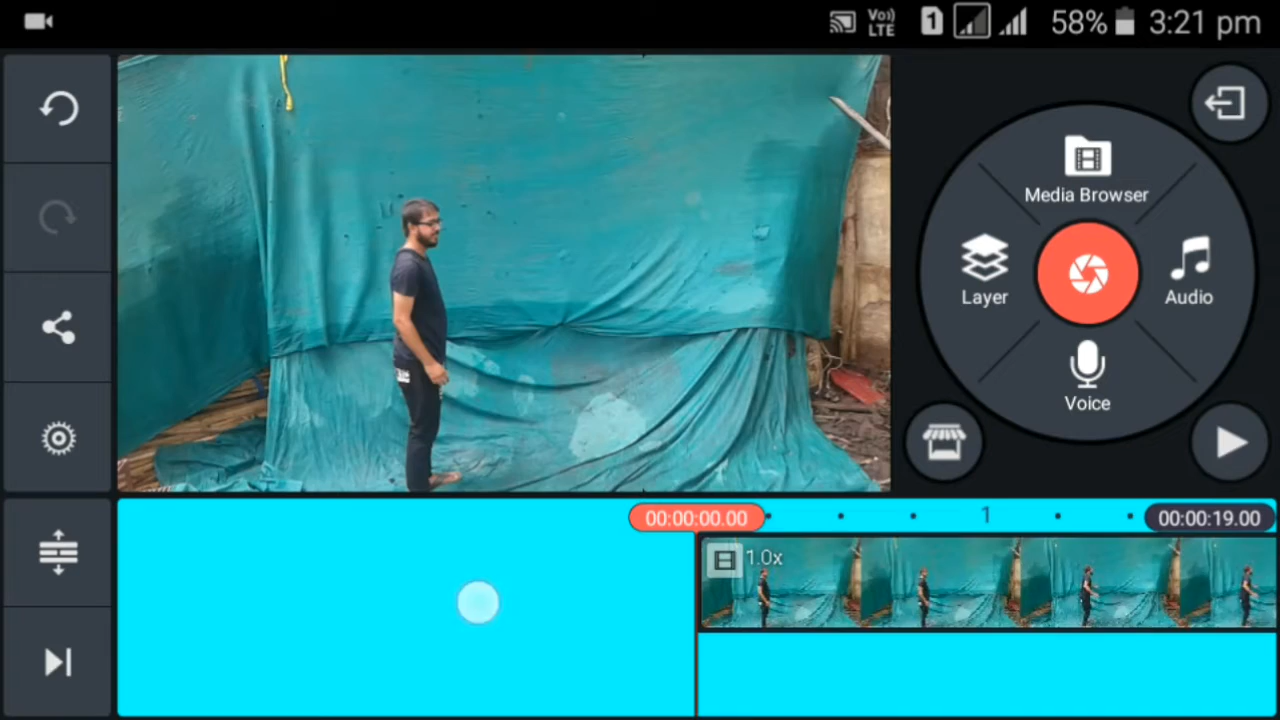 Vo)) LTE 1 58% 3:21 pm
Media Browser
Layer
Audio
Voice
00:00:00.00 1 00:00:19.00
1.0x